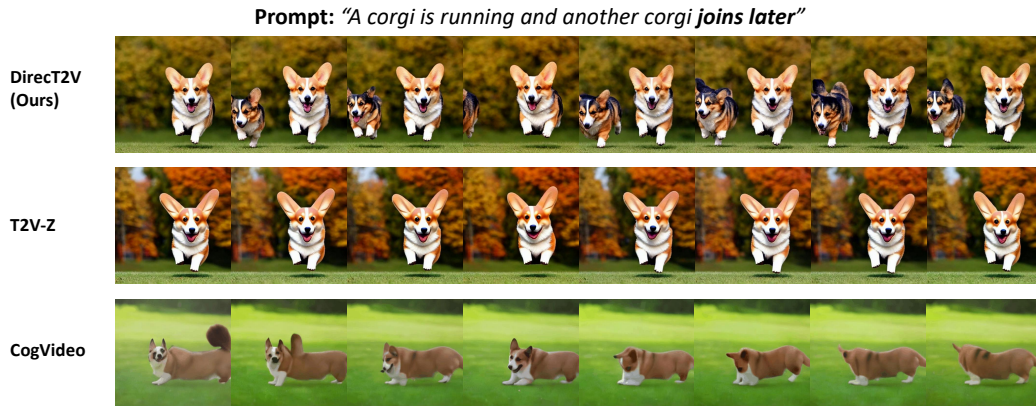 Prompt: “A corgi is running and another corgi joins later”
DirecT2V
(Ours)
T2V-Z
CogVideo